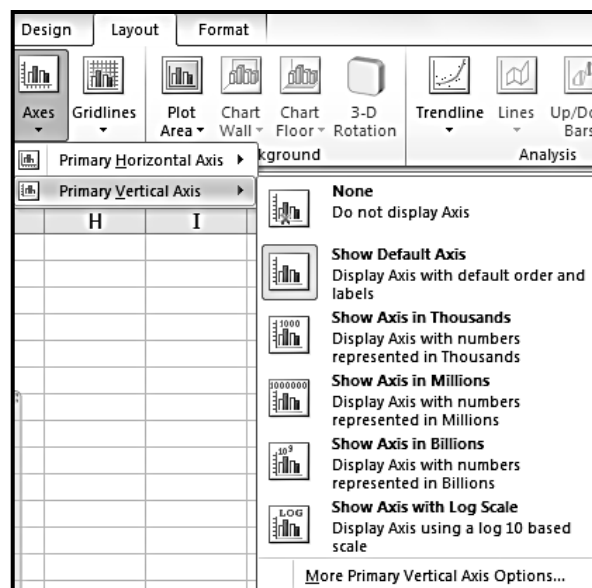 Design Layout Format
Axes Gridlines Plot Area Chart Wall Chart Floor 3-D Rotation Trendline Lines
Analysis
Primary Horizontal Axis
Primary Vertical Axis
H I
None
Do not display Axis
Show Default Axis
Display Axis with default order and
labels
1000
Show Axis in Thousands
Display Axis with numbers
represented in Thousands
1000000
Show Axis in Millions
Display Axis with numbers
represented in Millions
10⁹
Show Axis in Billions
Display Axis with numbers
represented in Billions
LOG
Show Axis with Log Scale
Display Axis using a log 10 based
scale
More Primary Vertical Axis Options...